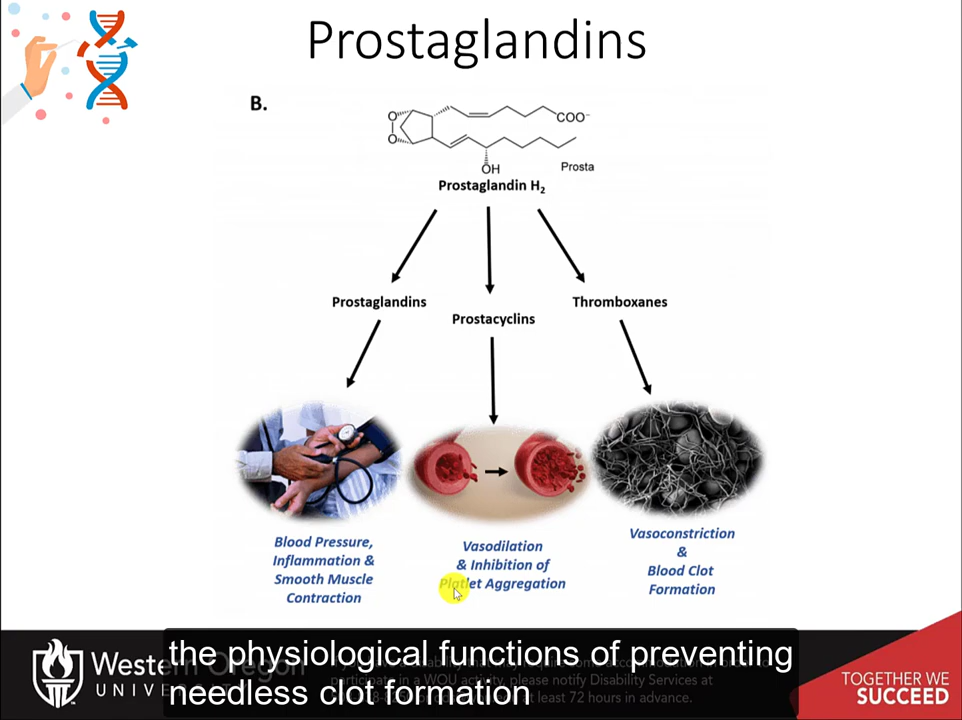 Prostaglandins
B.
COO⁻
O
O
OH
Prosta
Prostaglandin H₂
Prostaglandins
Prostacyclins
Thromboxanes
Blood Pressure,
Inflammation &
Smooth Muscle
Contraction
Vasodilation
& Inhibition of
Platlet Aggregation
Vasoconstriction
&
Blood Clot
Formation
the physiological functions of preventing
needless clot formation
Western Oregon
UNIVERSITY
participate in a WOU activity, please notify Disability Services at
least 72 hours in advance.
TOGETHER WE
SUCCEED